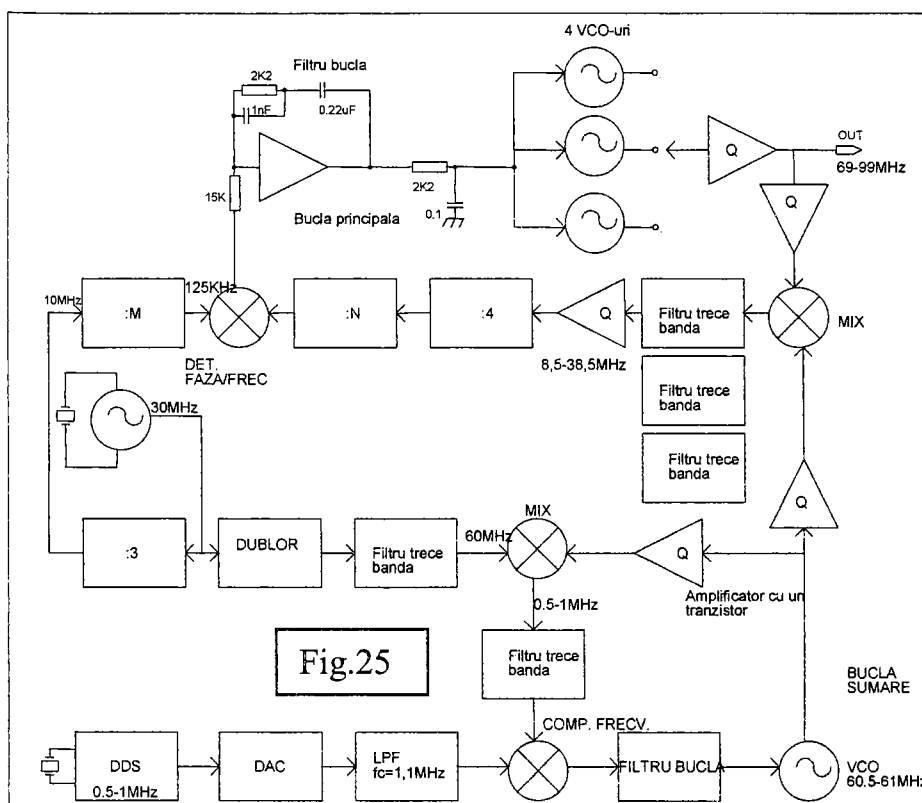 4 VCO-uri
Filtru bucla
2K2
1nF
0.22uF
Q
OUT
69-99MHz
15K
2K2
0.1
Bucla principala
Q
10MHz
:M
125KHz
:N
:4
Q
Filtru trece
banda
MIX
DET.
FAZA/FREC
8,5-38,5MHz
Filtru trece
banda
30MHz
Filtru trece
banda
Q
MIX
:3
DUBLOR
Filtru trece
banda
60MHz
Q
Amplificator cu un
tranzistor
0.5-1MHz
Fig.25
Filtru trece
banda
BUCLA
SUMARE
COMP. FRECV.
DDS
0.5-1MHz
DAC
LPF
fc=1,1MHz
FILTRU BUCLA
VCO
60.5-61MHz